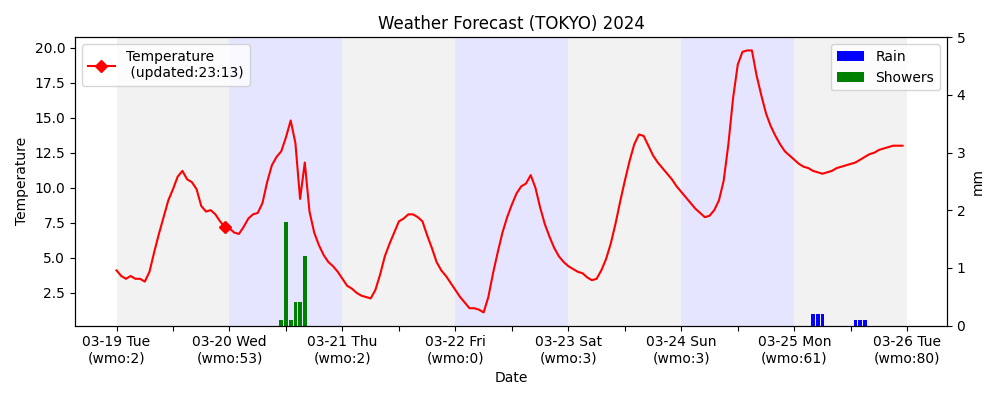 Weather Forecast (TOKYO) 2024
Temperature
(updated:23:13)
Rain
Showers
20.0
17.5
15.0
12.5
10.0
7.5
5.0
2.5
Temperature
5
4
3
2
1
0
mm
03-19 Tue
(wmo:2)
03-20 Wed
(wmo:53)
03-21 Thu
(wmo:2)
03-22 Fri
(wmo:0)
03-23 Sat
(wmo:3)
03-24 Sun
(wmo:3)
03-25 Mon
(wmo:61)
03-26 Tue
(wmo:80)
Date